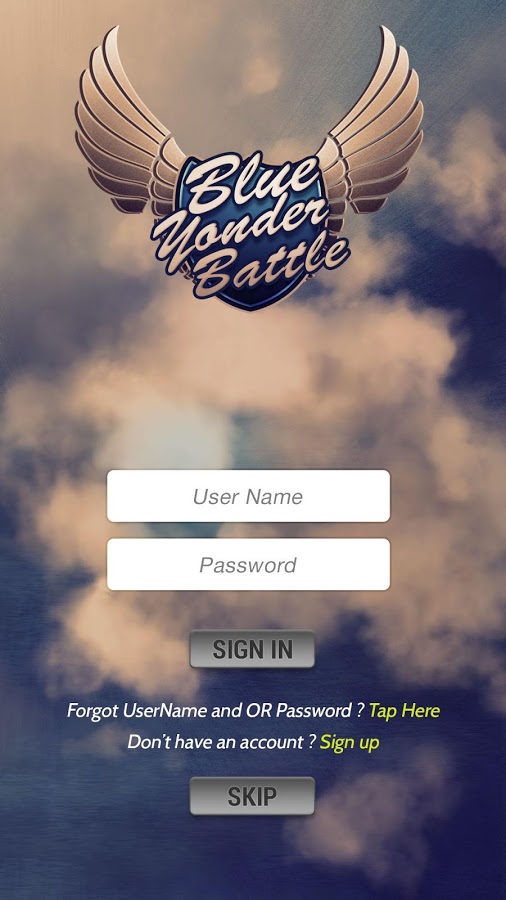 Blue
Yonder
Battle
User Name
Password
SIGN IN
Forgot UserName and OR Password ? Tap Here
Don't have an account ? Sign up
SKIP